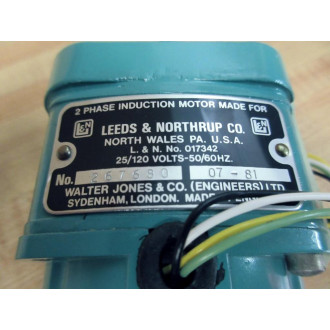 2 PHASE INDUCTION MOTOR MADE FOR
LEEDS & NORTHRUP CO.
NORTH WALES PA. U.S.A.
L. & N. No. 017342
25/120 VOLTS-50/60HZ.
No. 07-81
WALTER JONES & CO. (ENGINEERS) LTD
SYDENHAM, LONDON. MADE